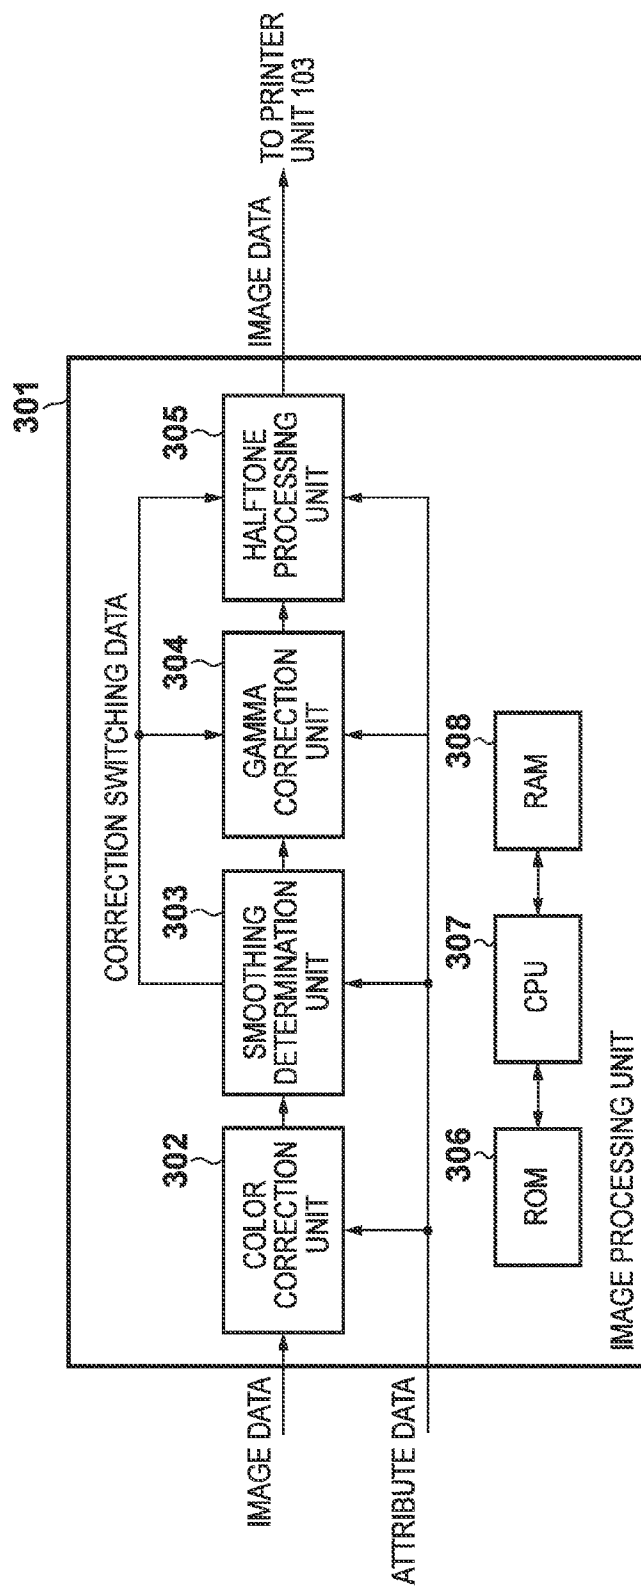 301
CORRECTION SWITCHING DATA
302
303
304
305
IMAGE DATA
COLOR
CORRECTION
UNIT
SMOOTHING
DETERMINATION
UNIT
GAMMA
CORRECTION
UNIT
HALFTONE
PROCESSING
UNIT
IMAGE DATA
TO PRINTER
UNIT 103
ATTRIBUTE DATA
306
307
308
ROM
CPU
RAM
IMAGE PROCESSING UNIT